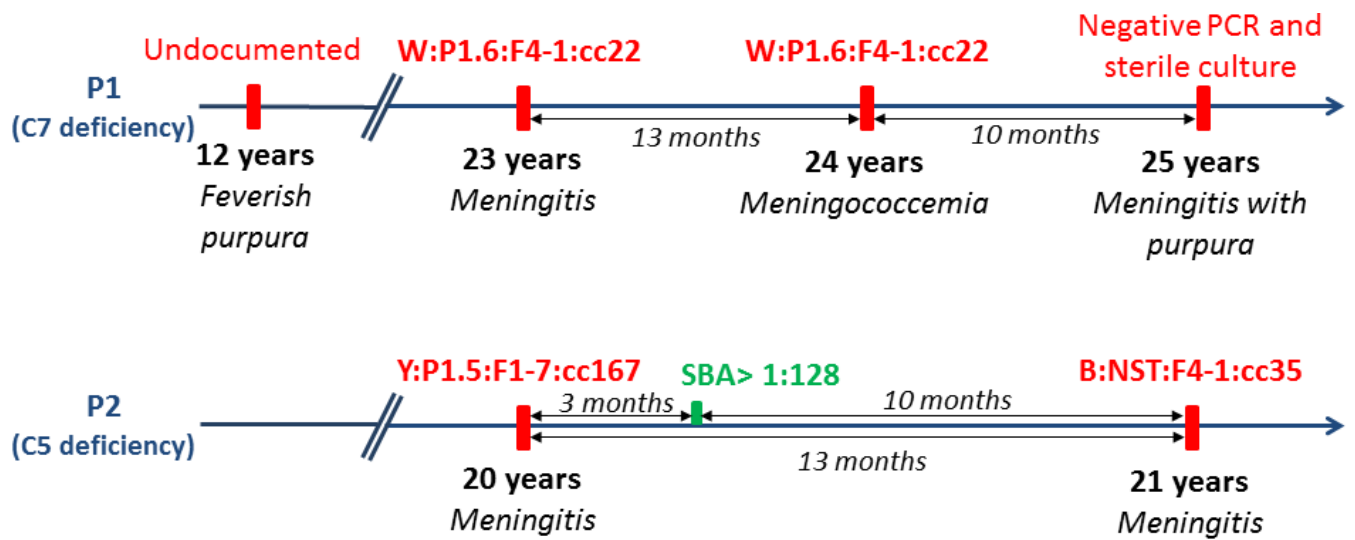 Undocumented
W:P1.6:F4-1:cc22
W:P1.6:F4-1:cc22
Negative PCR and
sterile culture
P1
(C7 deficiency)
13 months
10 months
12 years
Feverish
purpura
23 years
Meningitis
24 years
Meningococcemia
25 years
Meningitis with
purpura
Y:P1.5:F1-7:cc167
SBA> 1:128
B:NST:F4-1:cc35
P2
(C5 deficiency)
3 months
10 months
13 months
20 years
Meningitis
21 years
Meningitis